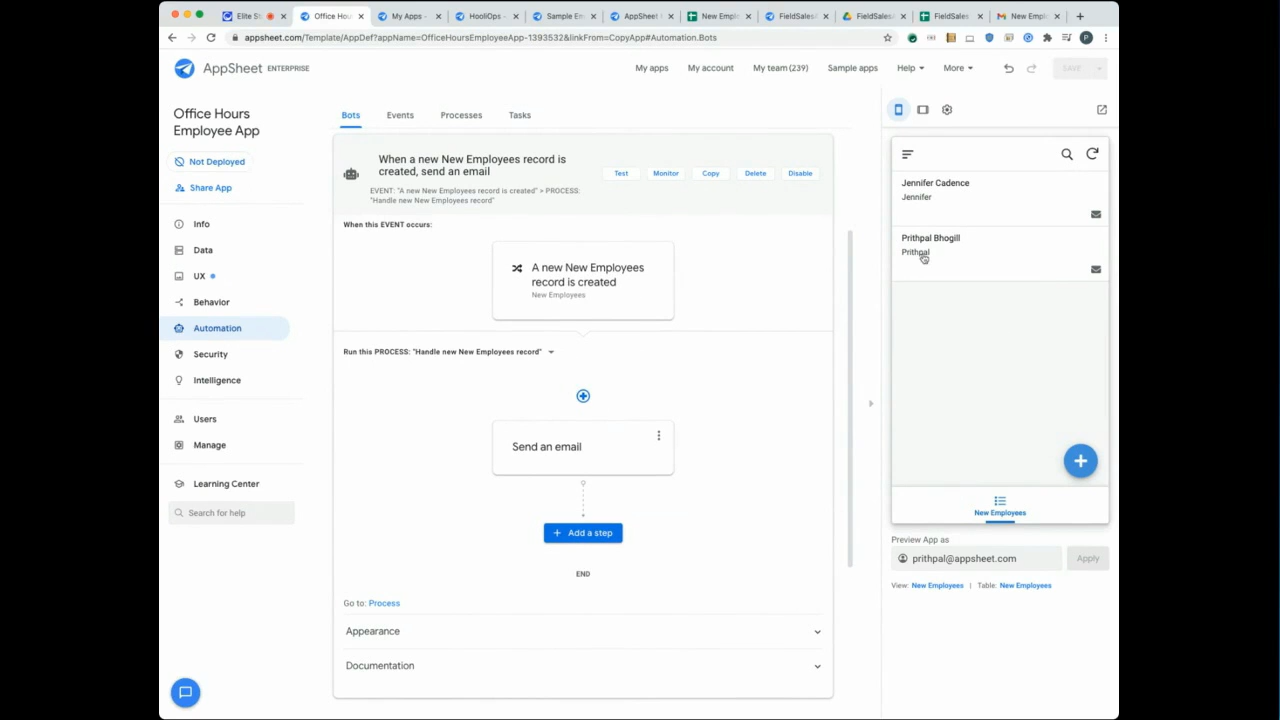 Elite S
Office Hou
My Apps -
HooliOps -
Sample Em
AppSheet
New Empl
FieldSales
FieldSales
FieldSales
New Empl
appsheet.com/Template/AppDef?appName=OfficeHoursEmployeeApp-1393532&linkFrom=CopyApp#Automation.Bots
P
AppSheet ENTERPRISE
My apps
My account
My team (239)
Sample apps
Help
More
SAVE
Office Hours
Employee App
Not Deployed
Share App
Info
Data
UX
Behavior
Automation
Security
Intelligence
Users
Manage
Learning Center
Search for help
Bots
Events
Processes
Tasks
When a new New Employees record is
created, send an email
EVENT: "A new New Employees record is created" > PROCESS:
"Handle new New Employees record"
Test
Monitor
Copy
Delete
Disable
When this EVENT occurs:
A new New Employees
record is created
New Employees
Run this PROCESS: "Handle new New Employees record"
Send an email
+ Add a step
END
Go to: Process
Appearance
Documentation
Jennifer Cadence
Jennifer
Prithpal Bhogill
Prithpal
New Employees
Preview App as
prithpal@appsheet.com
Apply
View: New Employees | Table: New Employees